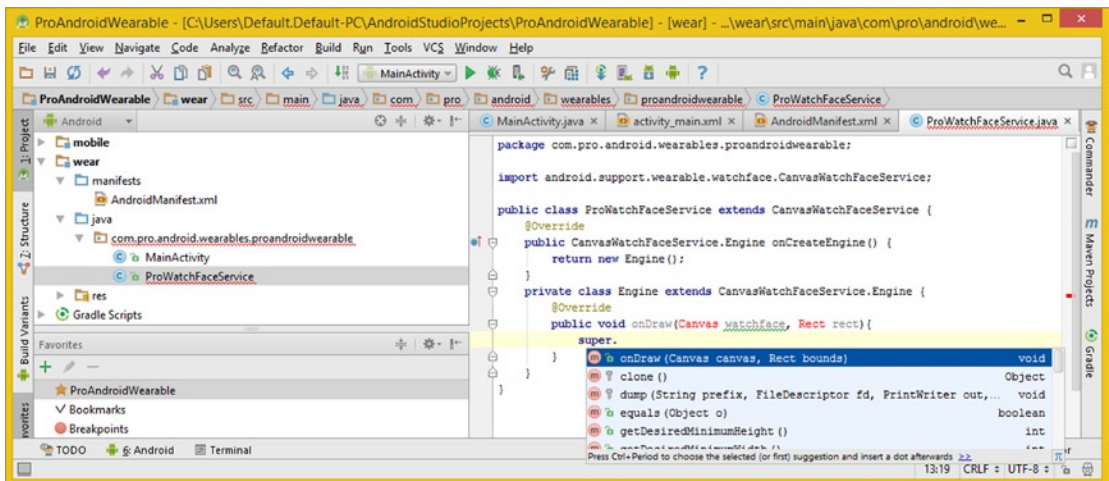 ProAndroidWearable - [C:\Users\Default.Default-PC\AndroidStudioProjects\ProAndroidWearable] - [wear] - ...\wear\src\main\java\com\pro\android\we...
File Edit View Navigate Code Analyze Refactor Build Run Tools VCS Window Help
MainActivity
ProAndroidWearable wear src main java com pro android wearables proandroidwearable ProWatchFaceService
1: Project
Z: Structure
Build Variants
Android
mobile
wear
manifests
AndroidManifest.xml
java
com.pro.android.wearables.proandroidwearable
MainActivity
ProWatchFaceService
res
Gradle Scripts
Favorites
ProAndroidWearable
Bookmarks
Breakpoints
MainActivity.java × activity_main.xml × AndroidManifest.xml × ProWatchFaceService.java ×
package com.pro.android.wearables.proandroidwearable;
import android.support.wearable.watchface.CanvasWatchFaceService;
public class ProWatchFaceService extends CanvasWatchFaceService {
@Override
public CanvasWatchFaceService.Engine onCreateEngine() {
return new Engine();
}
private class Engine extends CanvasWatchFaceService.Engine {
@Override
public void onDraw(Canvas watchface, Rect rect){
super.
}
}
}
onDraw(Canvas canvas, Rect bounds) void
clone() Object
dump(String prefix, FileDescriptor fd, PrintWriter out,... void
equals(Object o) boolean
getDesiredMinimumHeight() int
Press Ctrl+Period to choose the selected (or first) suggestion and insert a dot afterwards >>
π
Commander
Maven Projects
Gradle
TODO 6: Android Terminal
13:19 CRLF UTF-8